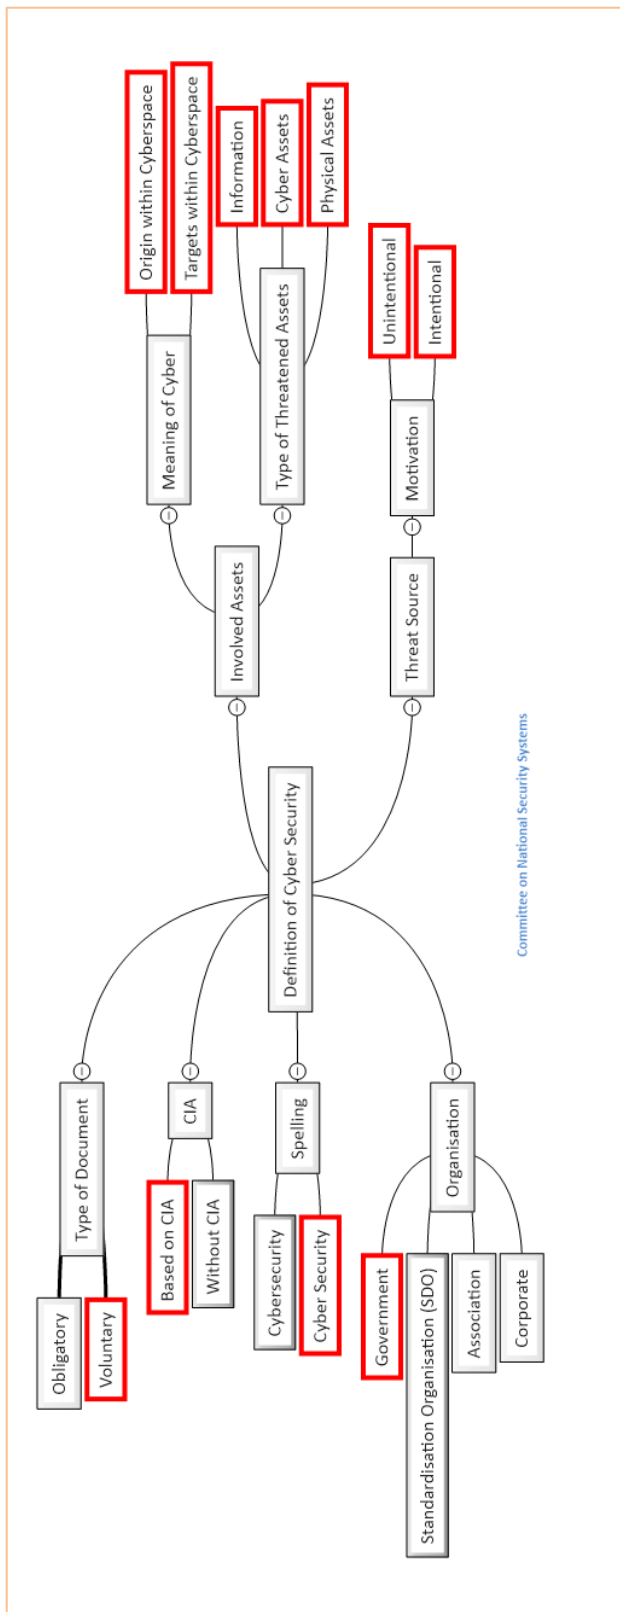 Obligatory
Voluntary
Type of Document
Based on CIA
Without CIA
CIA
Cybersecurity
Cyber Security
Spelling
Government
Standardisation Organisation (SDO)
Association
Corporate
Organisation
Definition of Cyber Security
Involved Assets
Meaning of Cyber
Origin within Cyberspace
Targets within Cyberspace
Type of Threatented Assets
Information
Cyber Assets
Physical Assets
Threat Source
Motivation
Unintentional
Intentional
Committee on National Security Systems